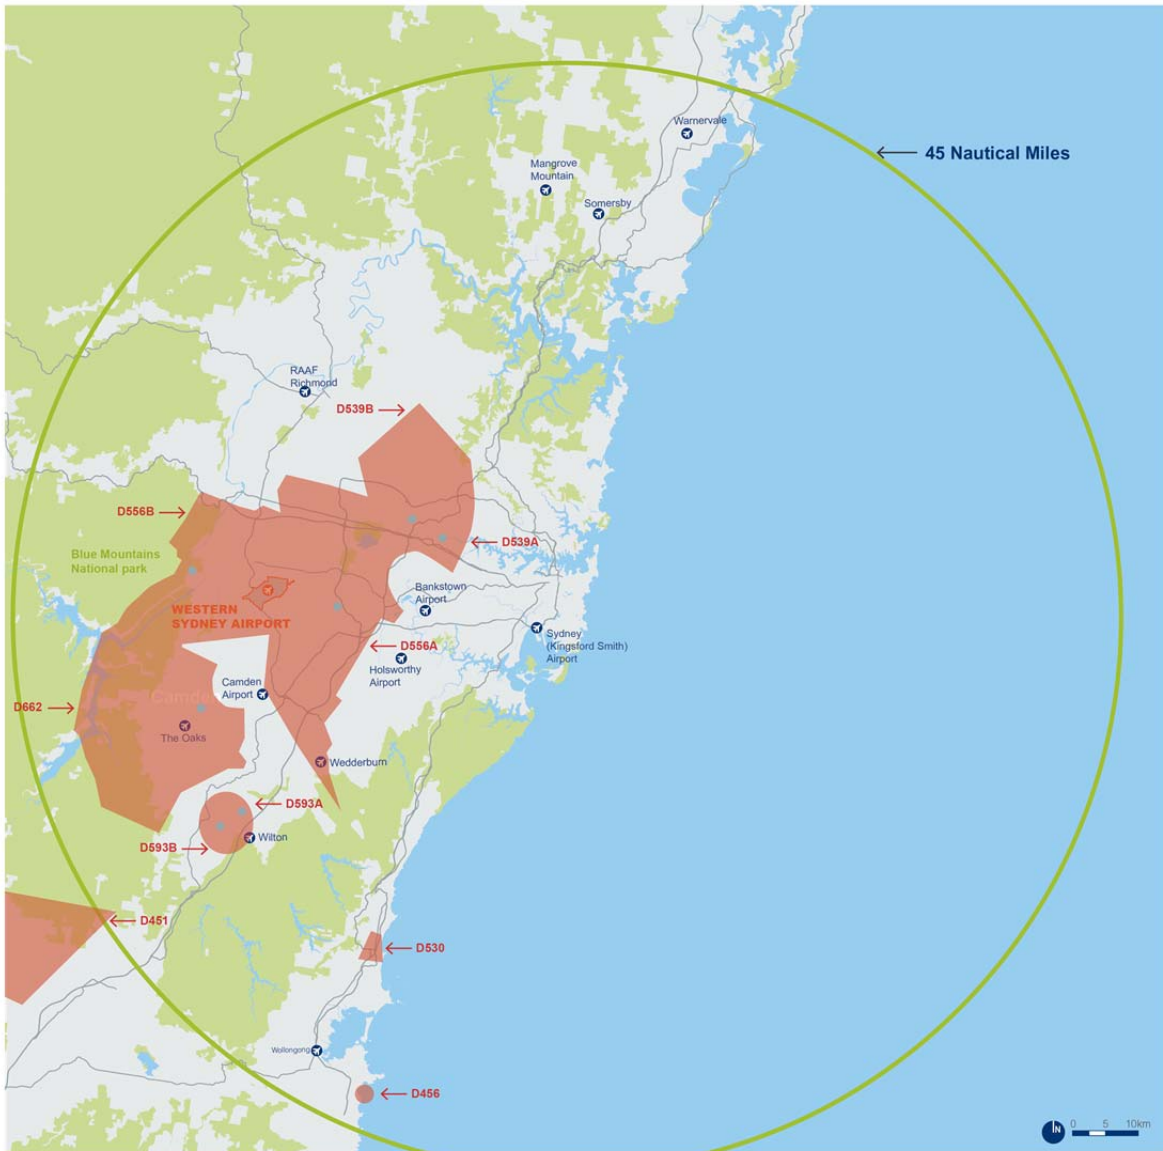 Warnervale
45 Nautical Miles
Mangrove
Mountain
Somersby
RAAF
Richmond
D539B
D556B
D539A
Blue Mountains
National park
Bankstown
Airport
WESTERN
SYDNEY AIRPORT
Sydney
(Kingsford Smith)
Airport
D556A
Holsworthy
Airport
Camden
Airport
Camden
D662
The Oaks
Wedderburn
D593A
Wilton
D593B
D451
D530
Wollongong
D456
N
0 5 10km